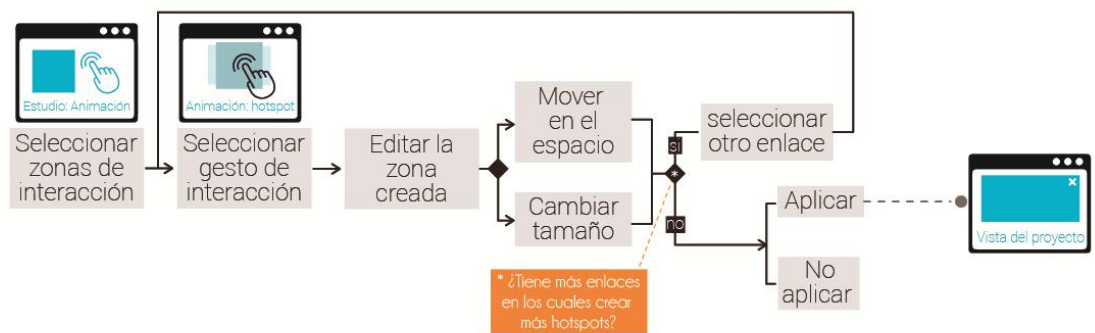 Estudio: Animación
Seleccionar
zonas de
interacción
Animación: hotspot
Seleccionar
gesto de
interacción
Editar la
zona
creada
Mover
en el
espacio
Cambiar
tamaño
*
si
seleccionar
otro enlace
no
Aplicar
No
aplicar
Vista del proyecto
* ¿Tiene más enlaces
en los cuales crear
más hotspots?